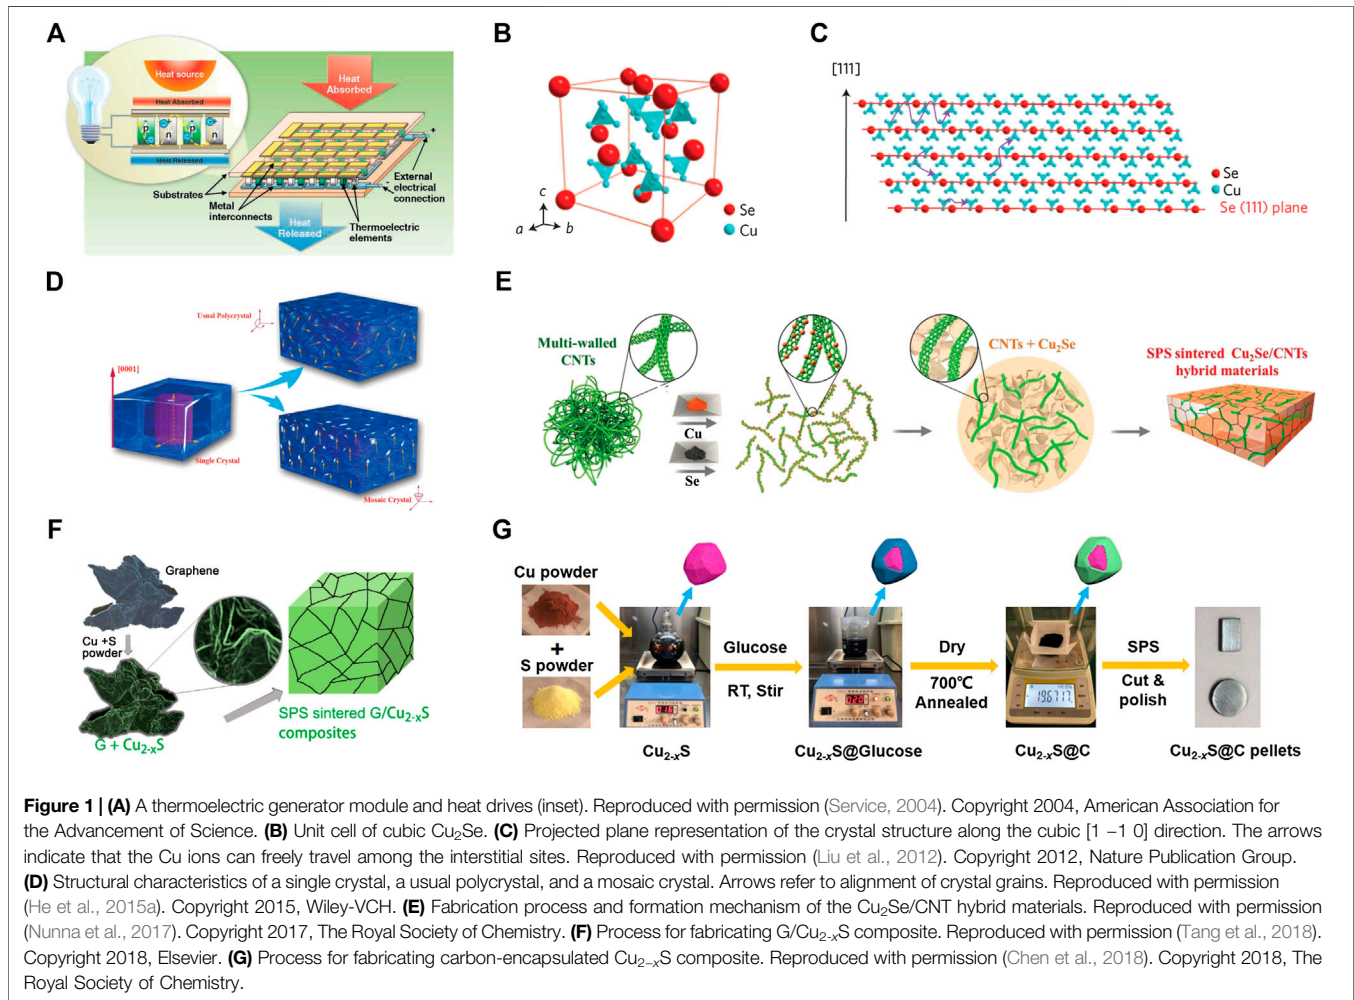 A
Heat source
Heat Absorbed
p
n
p
n
Heat Released
Heat
Absorbed
+
-
External
electrical
connection
Substrates
Metal
interconnects
Thermoelectric
elements
Heat
Released
B
c
a
b
Se
Cu
C
[111]
Se
Cu
Se (111) plane
D
Usual Polycrystal
[0001]
Single Crystal
Mosaic Crystal
E
Multi-walled
CNTs
Cu
Se
CNTs + Cu2Se
SPS sintered Cu2Se/CNTs
hybrid materials
F
Graphene
Cu +S
powder
G + Cu2-xS
SPS sintered G/Cu2-xS
composites
G
Cu powder
+
S powder
Cu2-xS
Glucose
RT, Stir
Cu2-xS@Glucose
Dry
700℃
Annealed
Cu2-xS@C
SPS
Cut &
polish
Cu2-xS@C pellets
Figure 1 | (A) A thermoelectric generator module and heat drives (inset). Reproduced with permission (Service, 2004). Copyright 2004, American Association for
the Advancement of Science. (B) Unit cell of cubic Cu2Se. (C) Projected plane representation of the crystal structure along the cubic [1 −1 0] direction. The arrows
indicate that the Cu ions can freely travel among the interstitial sites. Reproduced with permission (Liu et al., 2012). Copyright 2012, Nature Publication Group.
(D) Structural characteristics of a single crystal, a usual polycrystal, and a mosaic crystal. Arrows refer to alignment of crystal grains. Reproduced with permission
(He et al., 2015a). Copyright 2015, Wiley-VCH. (E) Fabrication process and formation mechanism of the Cu2Se/CNT hybrid materials. Reproduced with permission
(Nunna et al., 2017). Copyright 2017, The Royal Society of Chemistry. (F) Process for fabricating G/Cu2-xS composite. Reproduced with permission (Tang et al., 2018).
Copyright 2018, Elsevier. (G) Process for fabricating carbon-encapsulated Cu2−xS composite. Reproduced with permission (Chen et al., 2018). Copyright 2018, The
Royal Society of Chemistry.